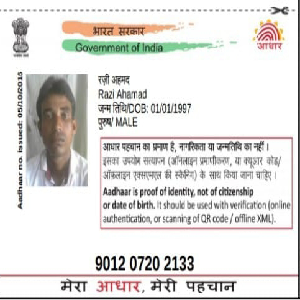 भारत सरकार
Government of India
आधार
Aadhaar no. issued: 05/10/2015
रज़ी अहमद
Razi Ahamad
जन्म तिथि/DOB: 01/01/1997
पुरुष/ MALE
आधार पहचान का प्रमाण है, नागरिकता या जन्मतिथि का नहीं ।
इसका उपयोग सत्यापन (ऑनलाइन प्रमाणीकरण, या क्यूआर कोड/
ऑफ़लाइन एक्सएमएल की स्कैनिंग) के साथ किया जाना चाहिए ।
Aadhaar is proof of identity, not of citizenship
or date of birth. It should be used with verification (online
authentication, or scanning of QR code / offline XML).
9012 0720 2133
मेरा आधार, मेरी पहचान